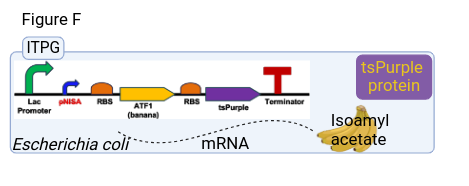 Figure F
ITPG
tsPurple
protein
Lac
Promoter
pNISA
RBS
ATF1
(banana)
RBS
tsPurple
Terminator
Isoamyl
acetate
Escherichia coli
mRNA